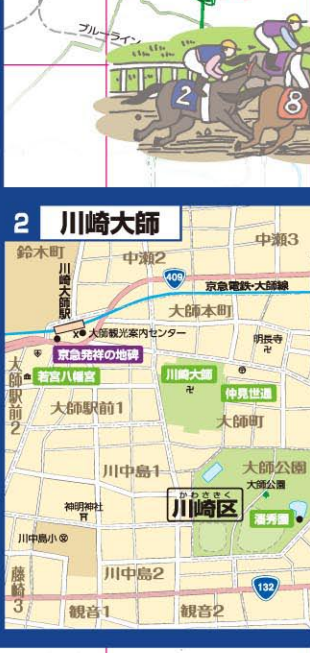 ブルーライン
2
8
2 川崎大師
鈴木町
川崎大師駅
中瀬2
中瀬3
409
京急電鉄・大師線
大師本町
大師観光案内センター
明長寺
京急発祥の地碑
大師駅前2
若宮八幡宮
川崎大師
仲見世通
大師駅前1
大師町
川中島1
大師公園
大師公園
かわさきく
川崎区
瀋秀園
神明神社
川中島小
藤崎3
川中島2
132
観音1
観音2